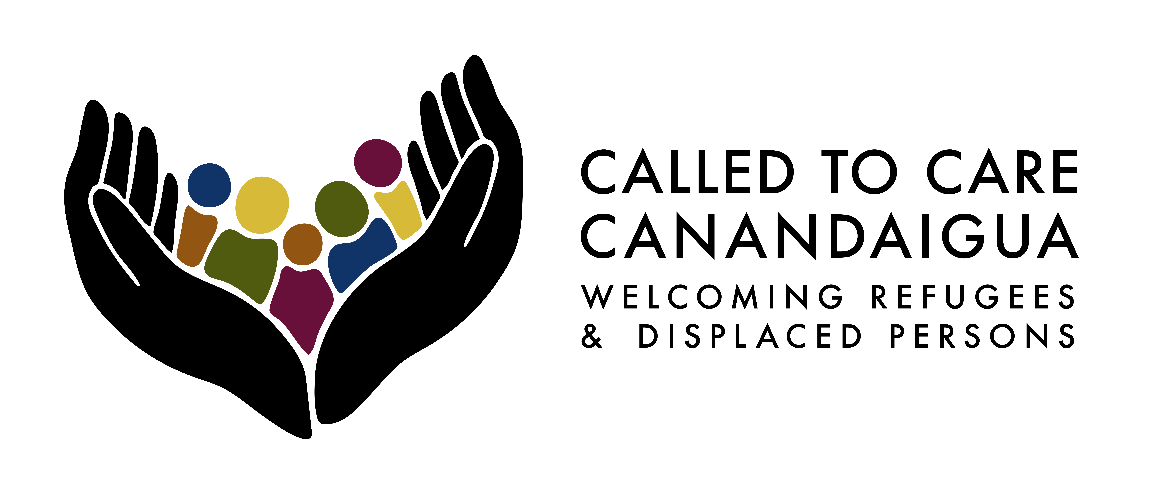 CALLED TO CARE
CANANDAIGUA
WELCOMING REFUGEES
& DISPLACED PERSONS